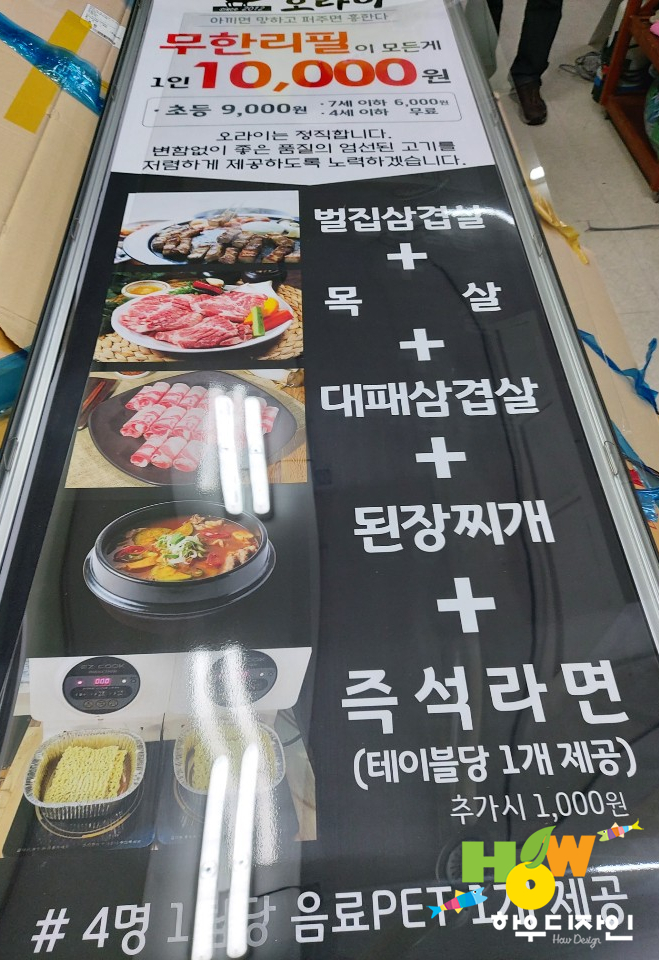 SINCE 2012 오라이
아끼면 망하고 퍼주면 흥한다
무한리필이 모든게
1인 10,000원
· 초등 9,000원 · 7세 이하 6,000원
· 4세 이하 무료
오라이는 정직합니다.
변함없이 좋은 품질의 엄선된 고기를
저렴하게 제공하도록 노력하겠습니다.
벌집삼겹살
+
목 살
+
대패삼겹살
+
된장찌개
+
EZ COOK
즉석라면
(테이블당 1개 제공)
추가시 1,000원
# 4명 1 당 음료PET 1개 제공
HOW
하우디자인
How Design